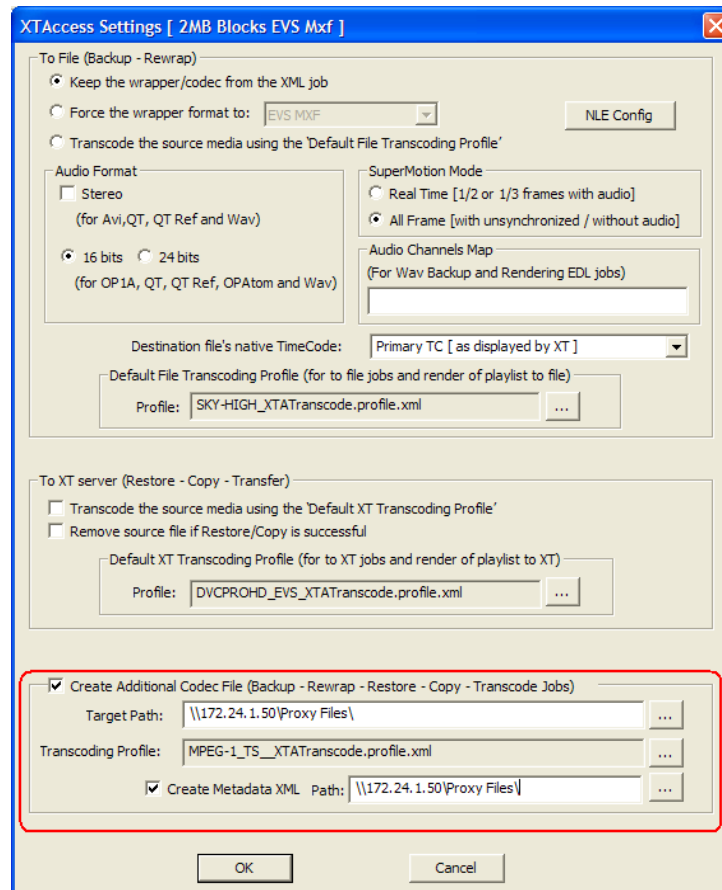 XTAccess Settings [ 2MB Blocks EVS Mxf ]
To File (Backup - Rewrap)
Keep the wrapper/codec from the XML job
Force the wrapper format to: EVS MXF NLE Config
Transcode the source media using the 'Default File Transcoding Profile'
Audio Format
Stereo
(for Avi,QT, QT Ref and Wav)
16 bits 24 bits
(for OP1A, QT, QT Ref, OPAtom and Wav)
SuperMotion Mode
Real Time [1/2 or 1/3 frames with audio]
All Frame [with unsynchronized / without audio]
Audio Channels Map
(For Wav Backup and Rendering EDL jobs)
Destination file's native TimeCode: Primary TC [ as displayed by XT ]
Default File Transcoding Profile (for to file jobs and render of playlist to file)
Profile: SKY-HIGH_XTATranscode.profile.xml ...
To XT server (Restore - Copy - Transfer)
Transcode the source media using the 'Default XT Transcoding Profile'
Remove source file if Restore/Copy is successful
Default XT Transcoding Profile (for to XT jobs and render of playlist to XT)
Profile: DVCPROHD_EVS_XTATranscode.profile.xml ...
Create Additional Codec File (Backup - Rewrap - Restore - Copy - Transcode Jobs)
Target Path: \\172.24.1.50\Proxy Files\ ...
Transcoding Profile: MPEG-1_TS__XTATranscode.profile.xml ...
Create Metadata XML Path: \\172.24.1.50\Proxy Files\ ...
OK Cancel